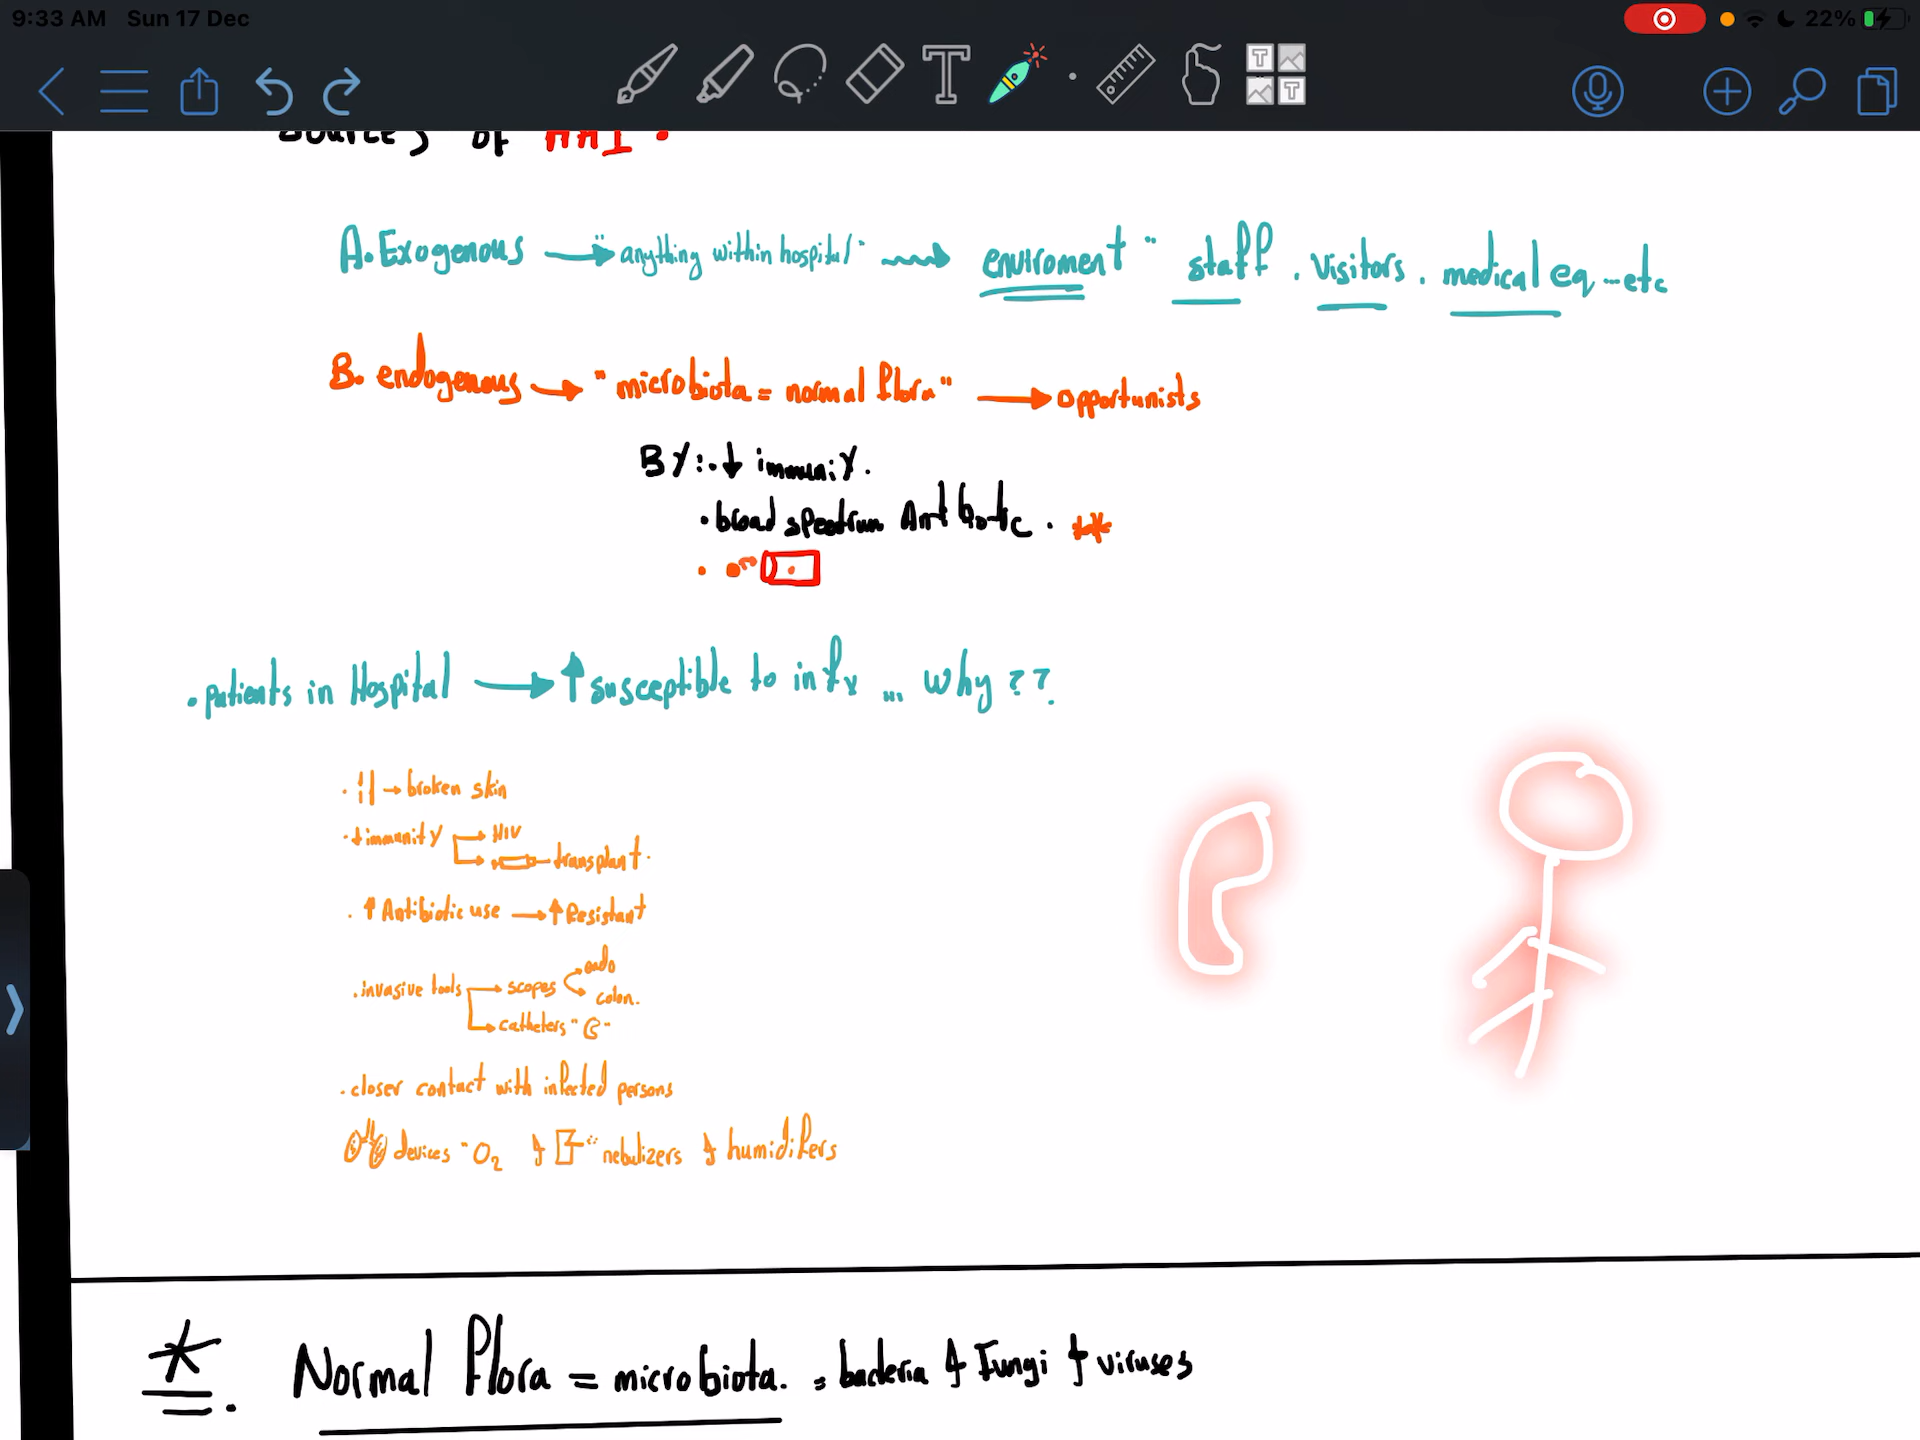 9:33 AM Sun 17 Dec 22%
Sources of HAI :
A. Exogenous → "anything within hospital" → enviroment " staff . visitors . medical eq ... etc
B. endogenous → "microbiota = normal flora" → opportunists
By : . ↓ immuniy .
. broad spectrum Antibiotic .
. patients in Hospital → ↑ susceptible to infx ... why ??
. → broken skin
. ↓ immunity → HIV
→ transplant .
. ↑ Antibiotic use → ↑ Resistant
. invasive tools → scopes → endo
→ colon .
→ catheters " "
. closer contact with infected persons
devices " O2 + " nebulizers + humidifers
* . Normal flora = microbiota . = bacteria + Fungi + viruses